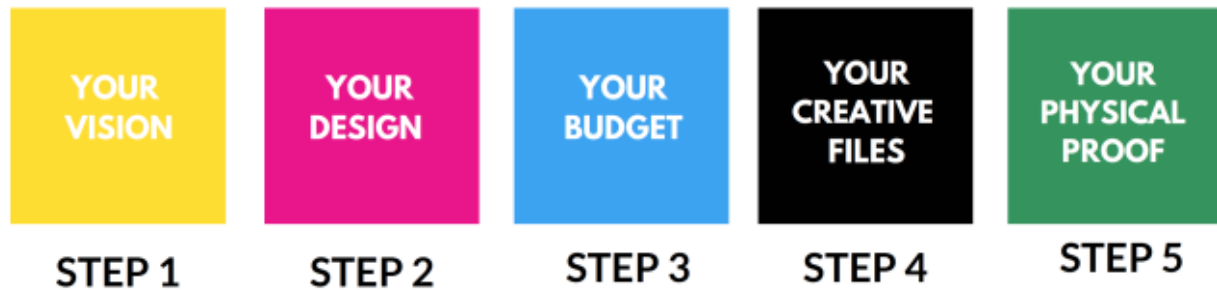 YOUR
VISION
YOUR
DESIGN
YOUR
BUDGET
YOUR
CREATIVE
FILES
YOUR
PHYSICAL
PROOF
STEP 1
STEP 2
STEP 3
STEP 4
STEP 5